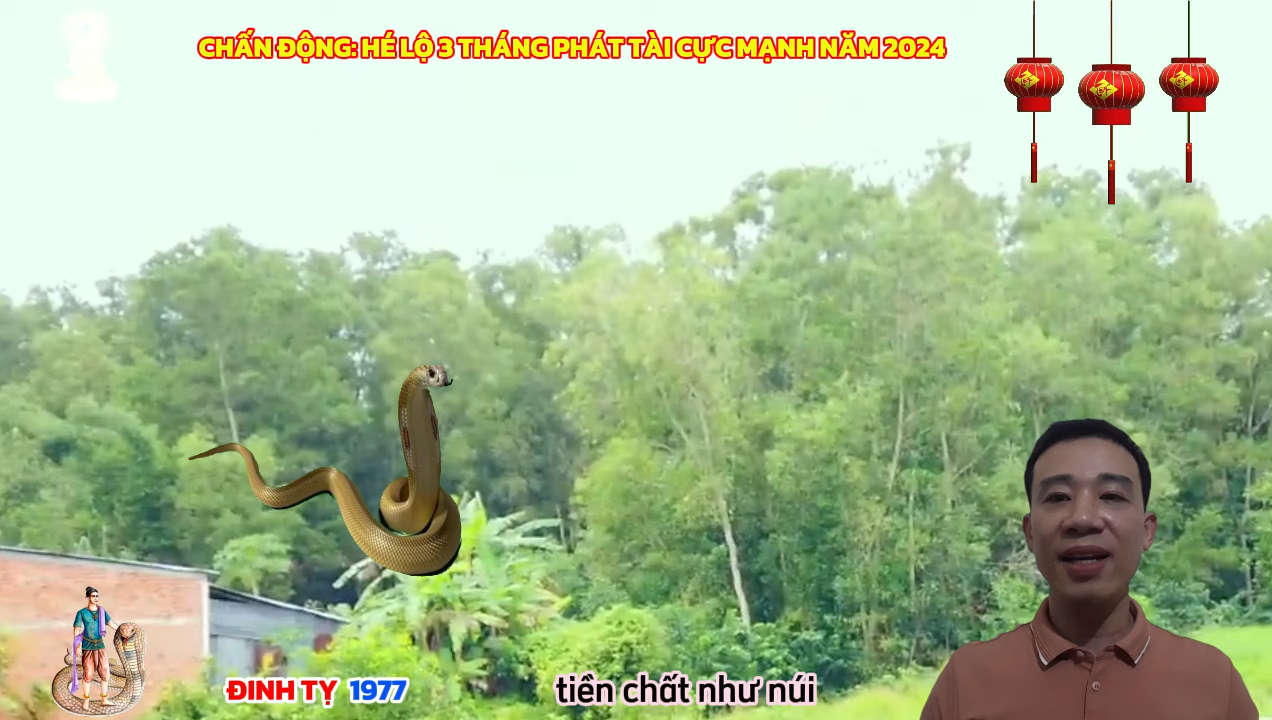 CHẤN ĐỘNG: HÉ LỘ 3 THÁNG PHÁT TÀI CỰC MẠNH NĂM 2024
ĐINH TỴ 1977
tiền chất như núi